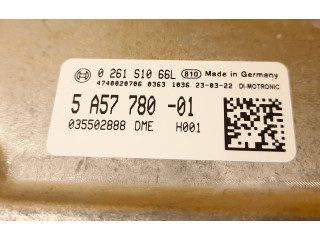 BOSCH 0 261 S10 66L 810 Made in Germany
4740020706 0363 1036 23-03-22 DI-MOTRONIC
5 A57 780 -01
035502888 DME H001